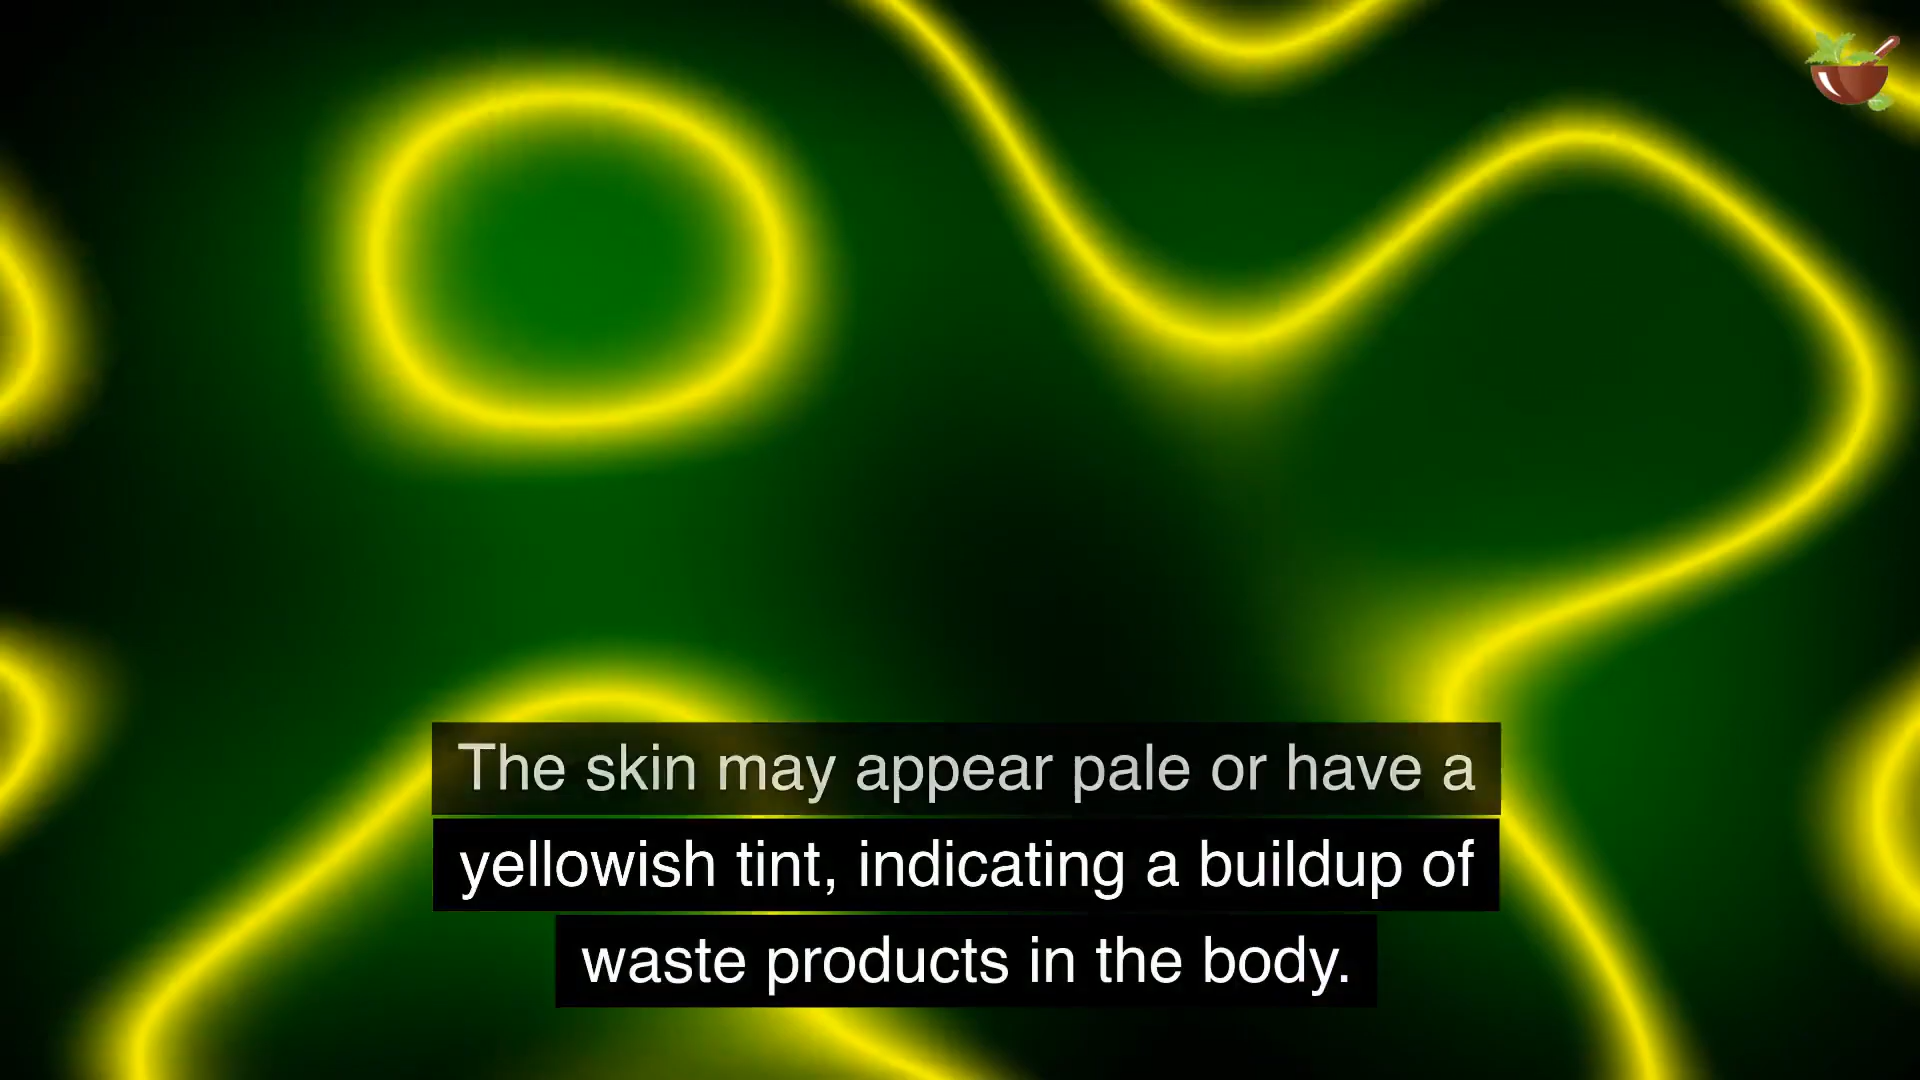 The skin may appear pale or have a
yellowish tint, indicating a buildup of
waste products in the body.